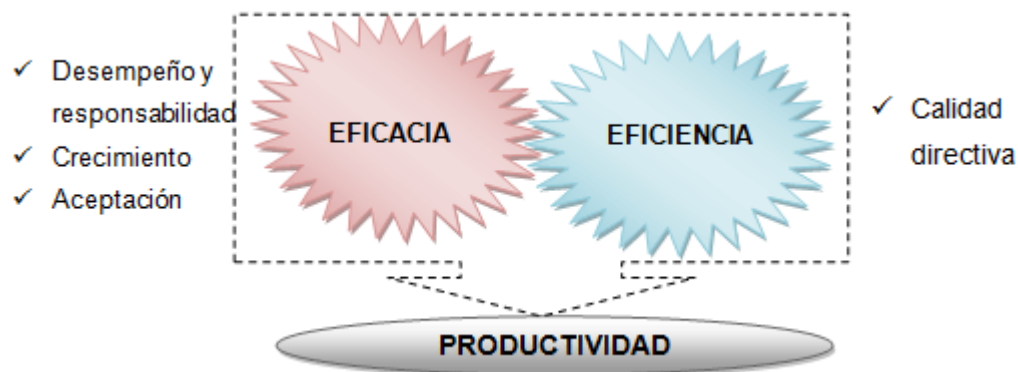 ✓ Desempeño y
responsabilidad
✓ Crecimiento
✓ Aceptación
EFICACIA
EFICIENCIA
✓ Calidad
directiva
PRODUCTIVIDAD